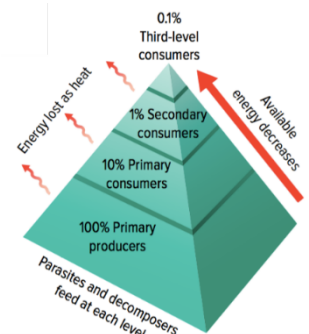 0.1%
Third-level
consumers
Energy lost as heat
Available
energy decreases
1% Secondary
consumers
10% Primary
consumers
100% Primary
producers
Parasites and decomposers
feed at each level